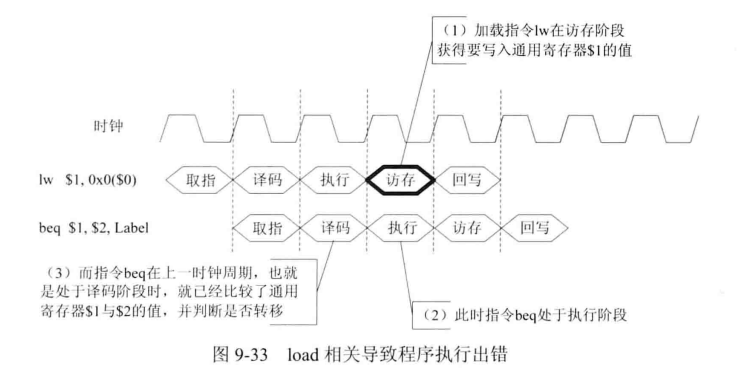 （1）加载指令lw在访存阶段
获得要写入通用寄存器$1的值
时钟
lw $1, 0x0($0) 取指 译码 执行 访存 回写
beq $1, $2, Label 取指 译码 执行 访存 回写
（3）而指令beq在上一时钟周期，也就
是处于译码阶段时，就已经比较了通用
寄存器$1与$2的值，并判断是否转移
（2）此时指令beq处于执行阶段
图 9-33 load 相关导致程序执行出错